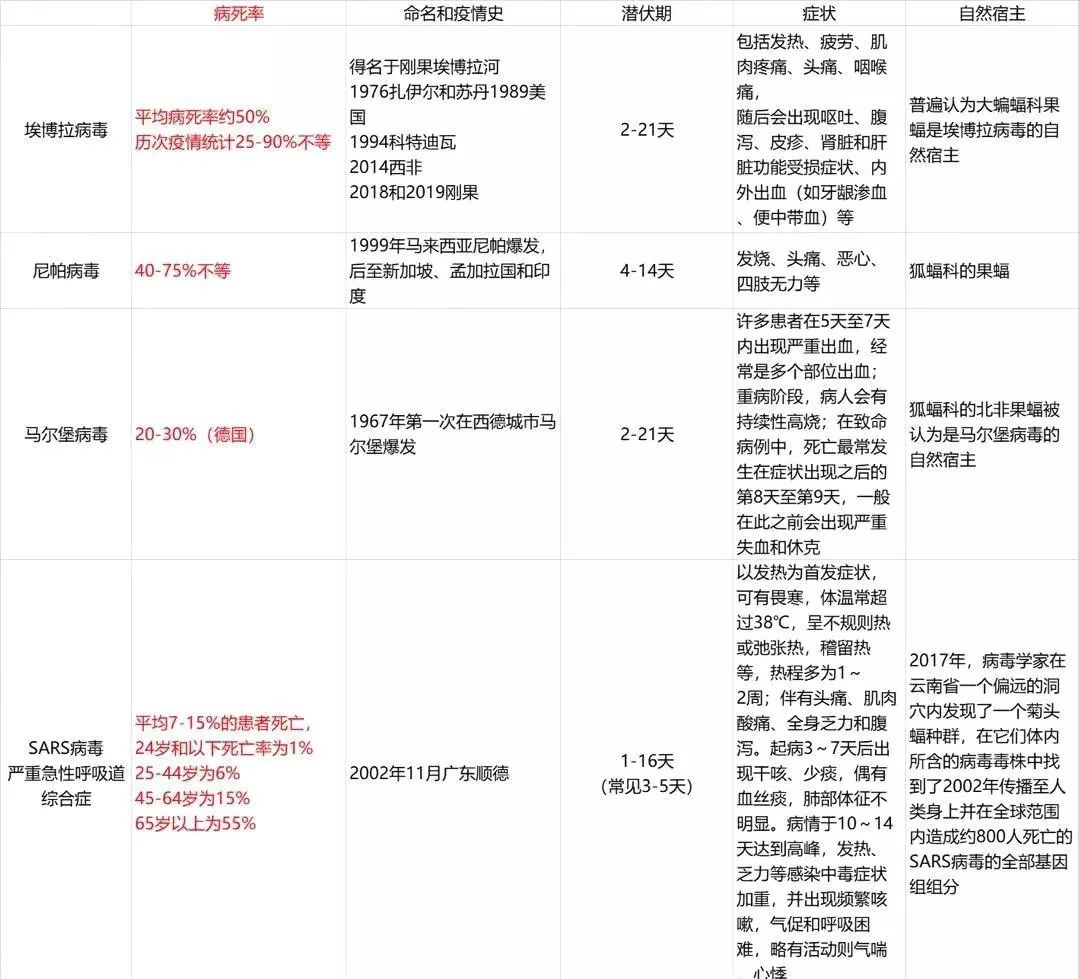 病死率
命名和疫情史
潜伏期
症状
自然宿主
埃博拉病毒
平均病死率约50%
历次疫情统计25-90%不等
得名于刚果埃博拉河
1976扎伊尔和苏丹1989美
国
1994科特迪瓦
2014西非
2018和2019刚果
2-21天
包括发热、疲劳、肌
肉疼痛、头痛、咽喉
痛，
随后会出现呕吐、腹
泻、皮疹、肾脏和肝
脏功能受损症状、内
外出血（如牙龈渗血
、便中带血）等
普遍认为大蝙蝠科果
蝠是埃博拉病毒的自
然宿主
尼帕病毒
40-75%不等
1999年马来西亚尼帕爆发，
后至新加坡、孟加拉国和印
度
4-14天
发烧、头痛、恶心、
四肢无力等
狐蝠科的果蝠
马尔堡病毒
20-30%（德国）
1967年第一次在西德城市马
尔堡爆发
2-21天
许多患者在5天至7天
内出现严重出血，经
常是多个部位出血；
重病阶段，病人会有
持续性高烧；在致命
病例中，死亡最常发
生在症状出现之后的
第8天至第9天，一般
在此之前会出现严重
失血和休克
狐蝠科的北非果蝠被
认为是马尔堡病毒的
自然宿主
SARS病毒
严重急性呼吸道
综合症
平均7-15%的患者死亡，
24岁和以下死亡率为1%
25-44岁为6%
45-64岁为15%
65岁以上为55%
2002年11月广东顺德
1-16天
（常见3-5天）
以发热为首发症状，
可有畏寒，体温常超
过38℃，呈不规则热
或弛张热，稽留热
等，热程多为1～
2周；伴有头痛、肌肉
酸痛、全身乏力和腹
泻。起病3～7天后出
现干咳、少痰，偶有
血丝痰，肺部体征不
明显。病情于10～14
天达到高峰，发热、
乏力等感染中毒症状
加重，并出现频繁咳
嗽，气促和呼吸困
难，略有活动则气喘
、心悸
2017年，病毒学家在
云南省一个偏远的洞
穴内发现了一个菊头
蝠种群，在它们体内
所含的病毒毒株中找
到了2002年传播至人
类身上并在全球范围
内造成约800人死亡的
SARS病毒的全部基因
组组分